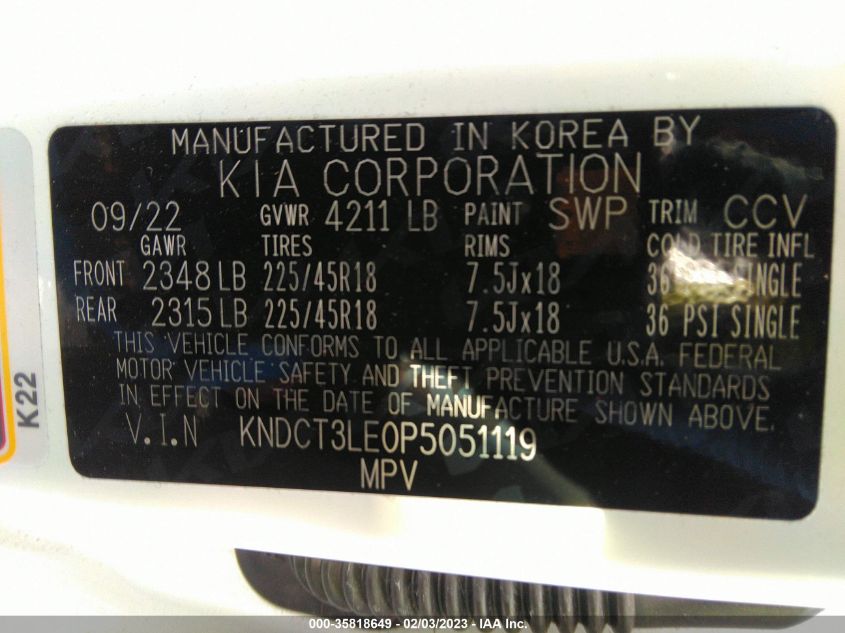 MANUFACTURED IN KOREA BY
KIA CORPORATION
09/22 GVWR 4211 LB PAINT SWP TRIM CCV
GAWR TIRES RIMS COLD TIRE INFL
FRONT 2348 LB 225/45R18 7.5Jx18 36 SINGLE
REAR 2315 LB 225/45R18 7.5Jx18 36 PSI SINGLE
THIS VEHICLE CONFORMS TO ALL APPLICABLE U.S.A. FEDERAL
MOTOR VEHICLE SAFETY AND THEFT PREVENTION STANDARDS
IN EFFECT ON THE DATE OF MANUFACTURE SHOWN ABOVE.
V.I.N KNDCT3LE0P5051119
MPV
K22
000-35818649 - 02/03/2023 - IAA Inc.